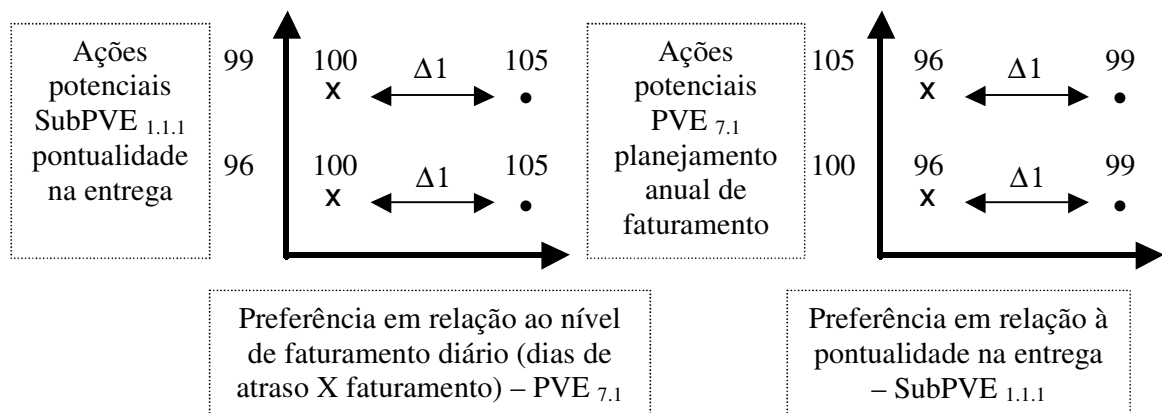 Ações
potenciais
SubPVE 1.1.1
pontualidade
na entrega
99
100
x
Δ1
105
96
100
x
Δ1
105
Preferência em relação ao nível
de faturamento diário (dias de
atraso X faturamento) – PVE 7.1
Ações
potenciais
PVE 7.1
planejamento
anual de
faturamento
105
96
x
Δ1
99
100
96
x
Δ1
99
Preferência em relação à
pontualidade na entrega
– SubPVE 1.1.1